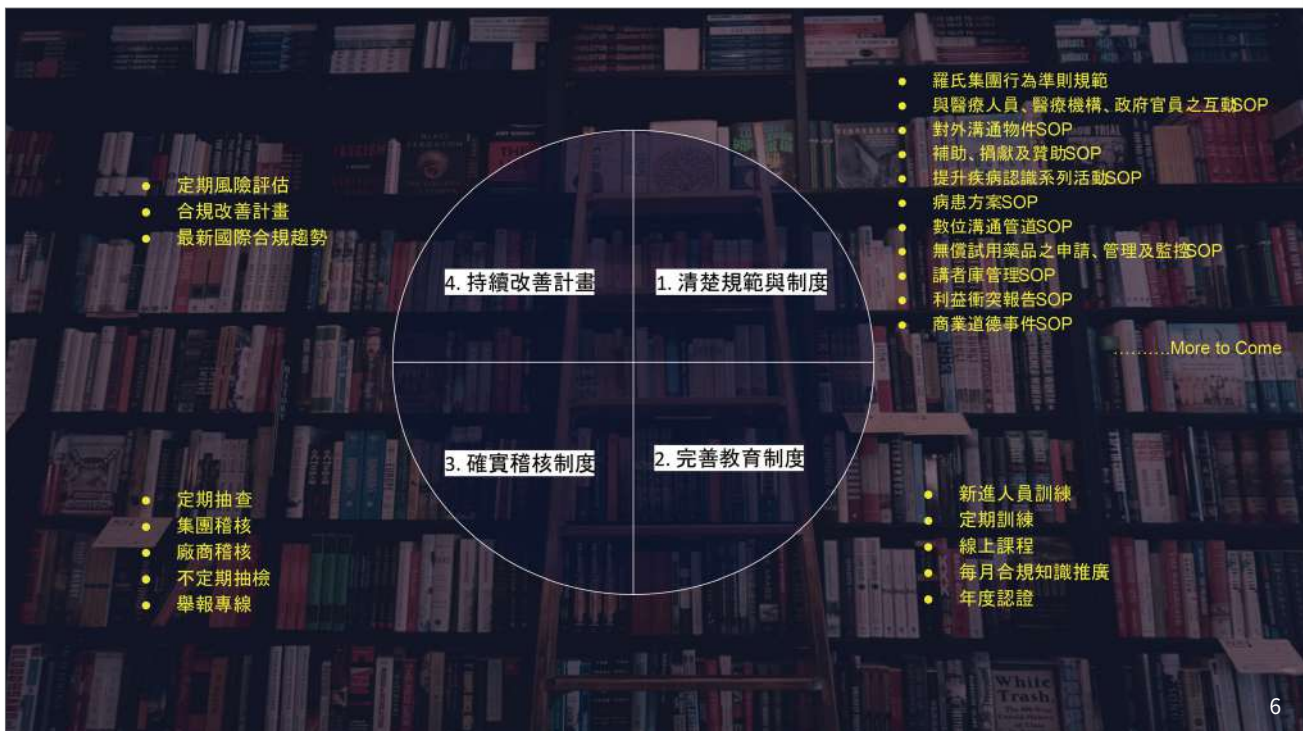 羅氏集團行為準則規範
與醫療人員、醫療機構、政府官員之互動SOP
對外溝通物件SOP
補助、捐獻及贊助SOP
提升疾病認識系列活動SOP
病患方案SOP
數位溝通管道SOP
無償試用藥品之申請、管理及監控SOP
講者庫管理SOP
利益衝突報告SOP
商業道德事件SOP
..........More to Come
定期風險評估
合規改善計畫
最新國際合規趨勢
4. 持續改善計畫
1. 清楚規範與制度
3. 確實稽核制度
2. 完善教育制度
定期抽查
集團稽核
廠商稽核
不定期抽檢
舉報專線
新進人員訓練
定期訓練
線上課程
每月合規知識推廣
年度認證
White
Trash.
6